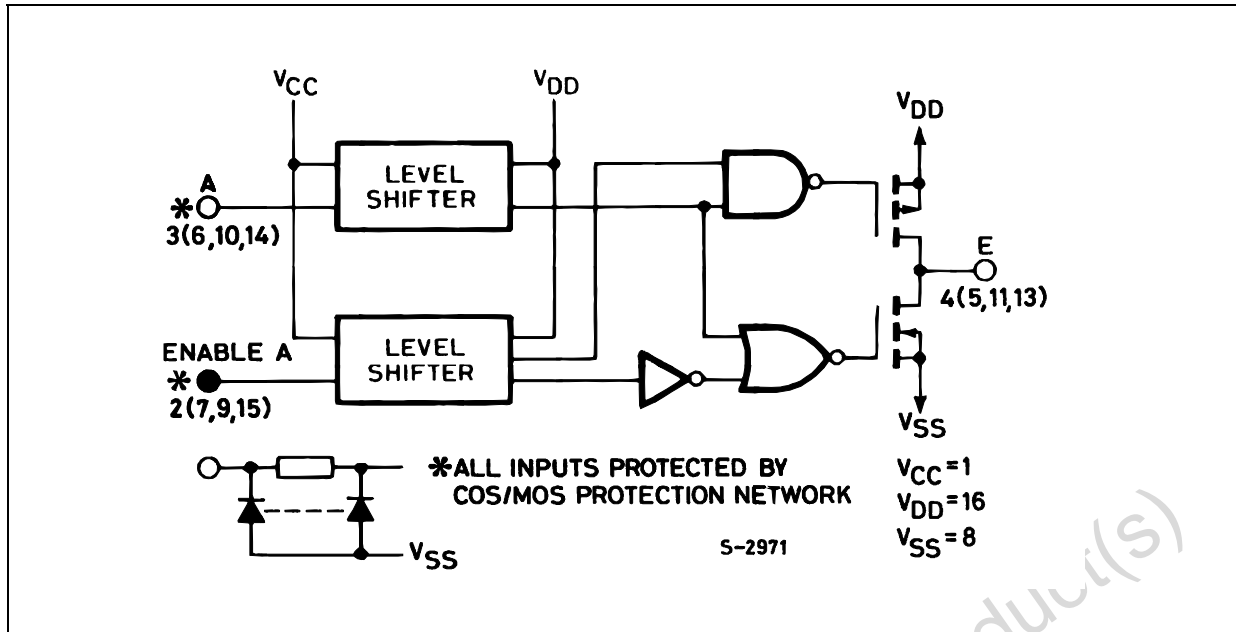 VCC
VDD
VDD
LEVEL
SHIFTER
* A
3(6,10,14)
E
4(5,11,13)
ENABLE A
*
2(7,9,15)
LEVEL
SHIFTER
VSS
*ALL INPUTS PROTECTED BY
COS/MOS PROTECTION NETWORK
VSS
S-2971
VCC=1
VDD=16
VSS=8
duct(s)